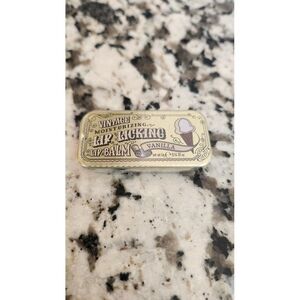 VINTAGE
MOISTURIZING
LIP LICKING
LIP BALM
VANILLA